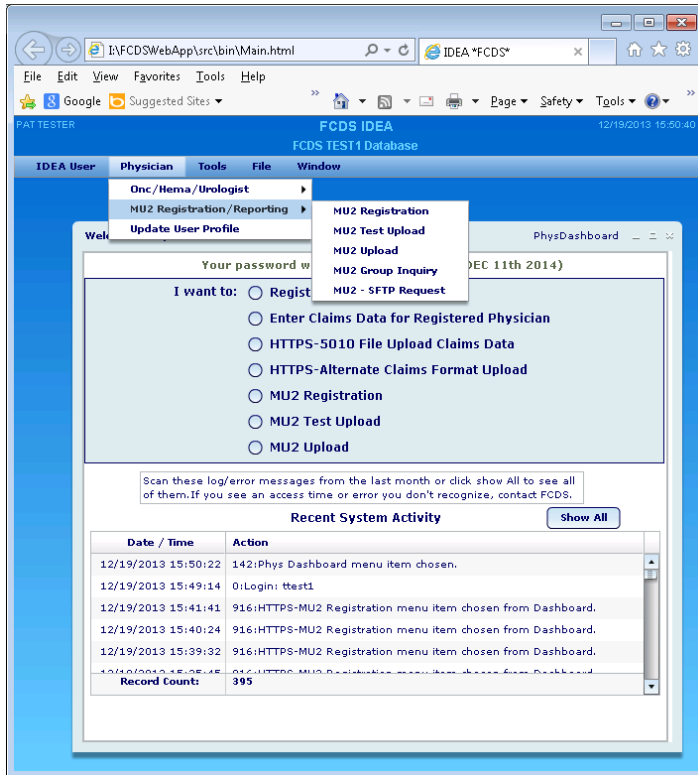 I:\FCDSWebApp\src\bin\Main.html
IDEA *FCDS*
File Edit View Favorites Tools Help
Google Suggested Sites
Page Safety Tools
PAT TESTER
FCDS IDEA
12/19/2013 15:50:40
FCDS TEST1 Database
IDEA User Physician Tools File Window
Onc/Hema/Urologist
MU2 Registration/Reporting
Update User Profile
MU2 Registration
MU2 Test Upload
MU2 Upload
MU2 Group Inquiry
MU2 - SFTP Request
Wel
PhysDashboard
Your password w
DEC 11th 2014)
I want to:
Regist
Enter Claims Data for Registered Physician
HTTPS-5010 File Upload Claims Data
HTTPS-Alternate Claims Format Upload
MU2 Registration
MU2 Test Upload
MU2 Upload
Scan these log/error messages from the last month or click show All to see all
of them.If you see an access time or error you don't recognize, contact FCDS.
Recent System Activity
Show All
Date / Time Action
12/19/2013 15:50:22 142:Phys Dashboard menu item chosen.
12/19/2013 15:49:14 0:Login: ttest1
12/19/2013 15:41:41 916:HTTPS-MU2 Registration menu item chosen from Dashboard.
12/19/2013 15:40:24 916:HTTPS-MU2 Registration menu item chosen from Dashboard.
12/19/2013 15:39:32 916:HTTPS-MU2 Registration menu item chosen from Dashboard.
Record Count: 395